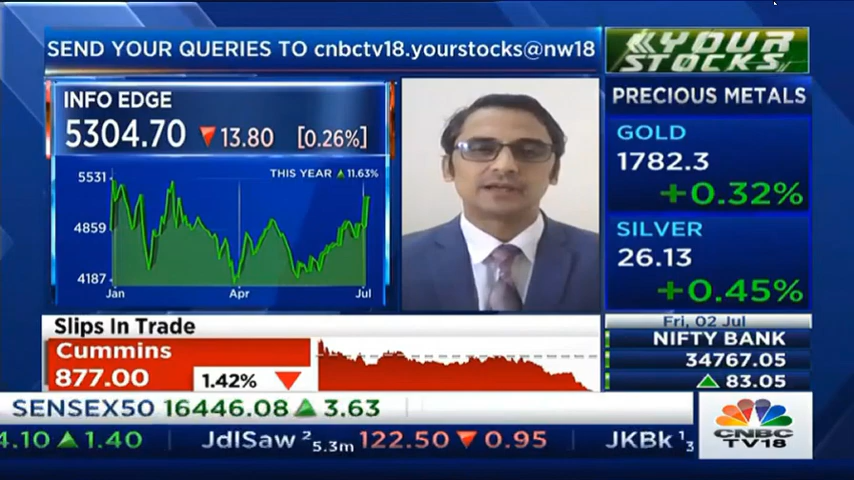 SEND YOUR QUERIES TO cnbctv18.yourstocks@nw18
YOUR
STOCKS
INFO EDGE
5304.70 ▼13.80 [0.26%]
THIS YEAR ▲ 11.63%
5531
4859
4187
Jan Apr Jul
PRECIOUS METALS
GOLD
1782.3
+0.32%
SILVER
26.13
+0.45%
Slips In Trade
Cummins
877.00 1.42% ▼
Fri, 02 Jul
NIFTY BANK
34767.05
▲ 83.05
SENSEX50 16446.08 ▲ 3.63
4.10 ▲ 1.40 JdlSaw ²5.3m 122.50 ▼ 0.95 JKBk ¹3
CNBC
TV18